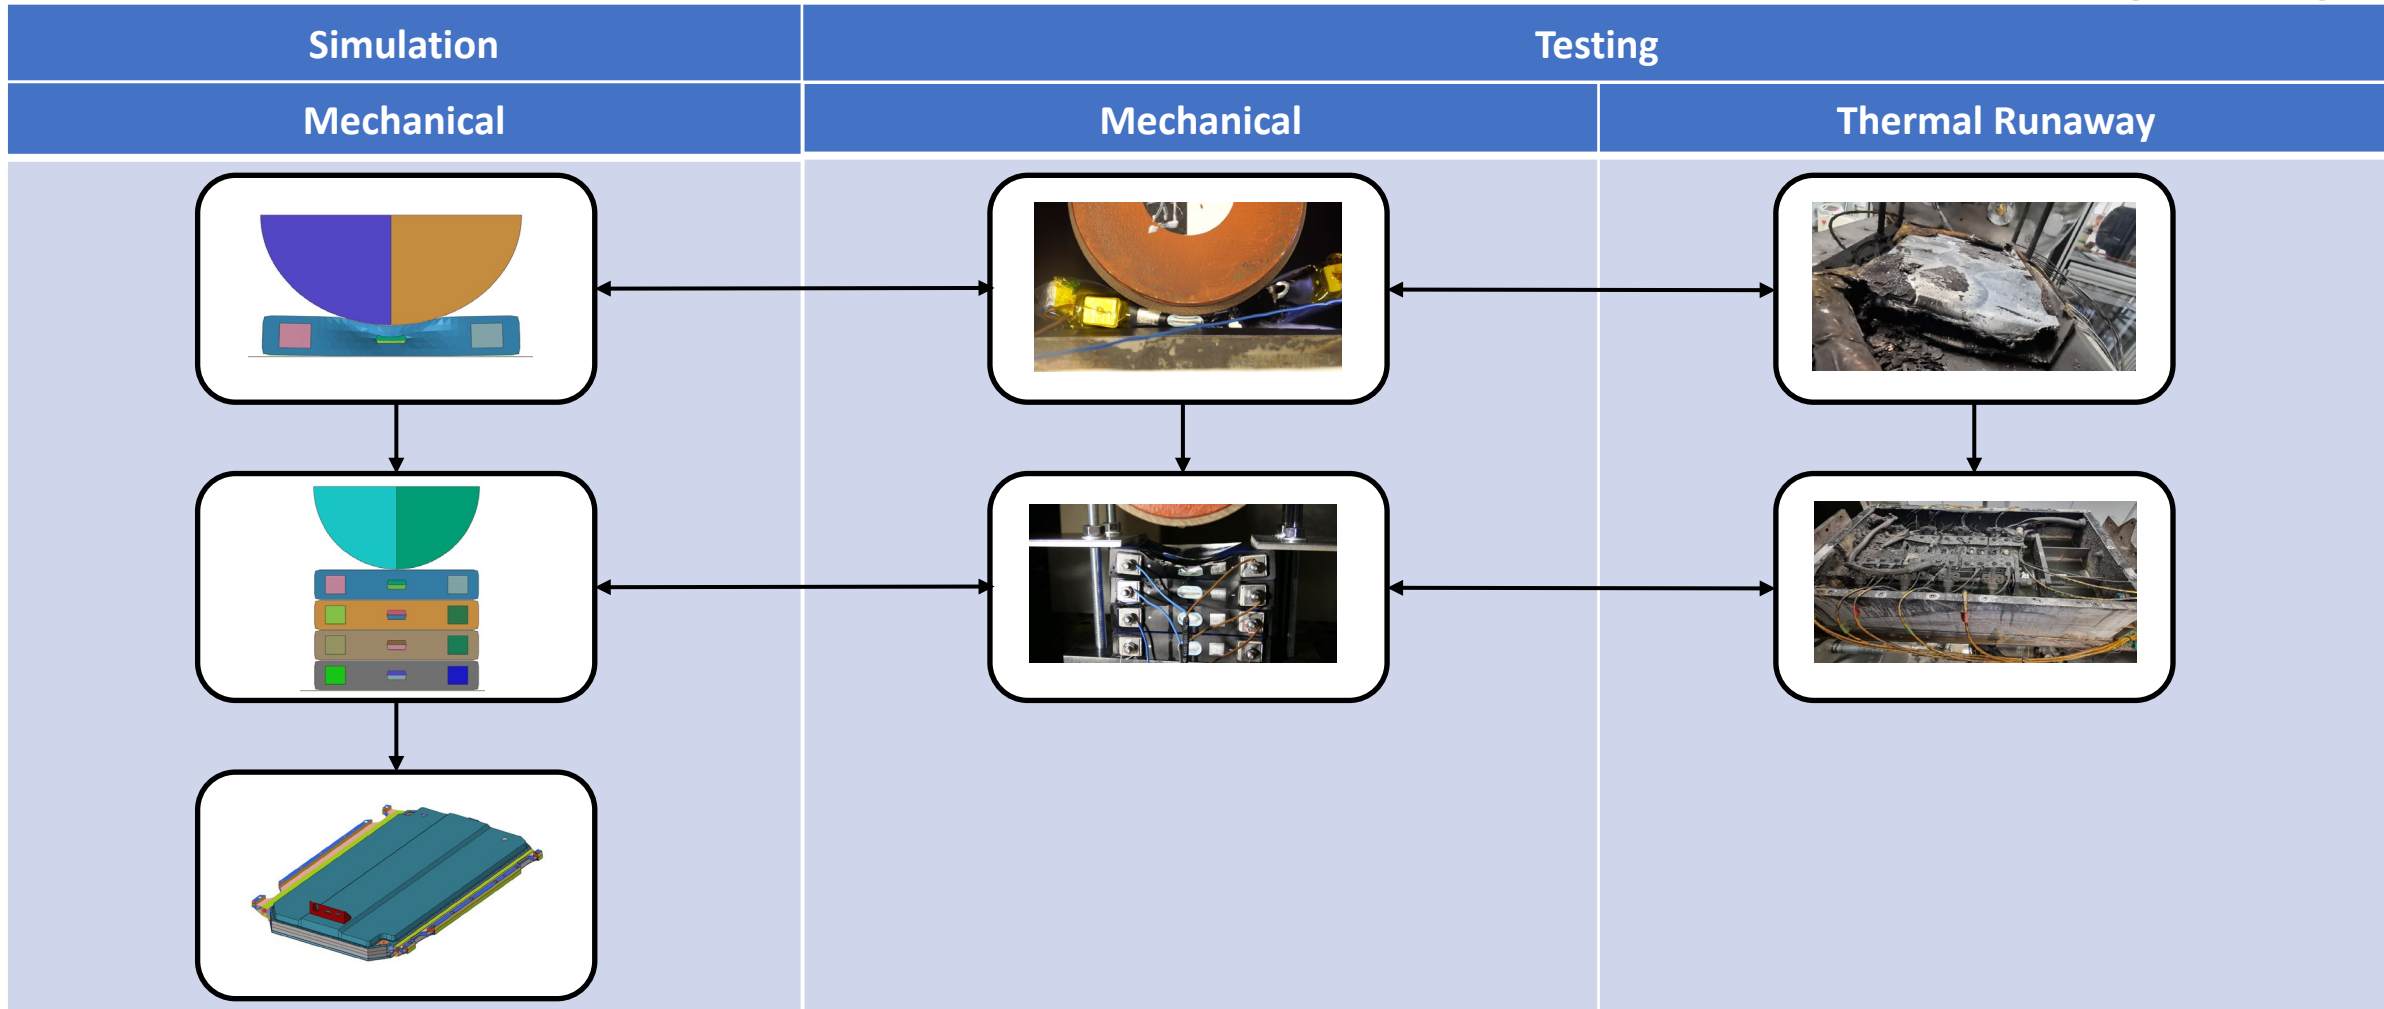 Simulation
Testing
Mechanical
Mechanical
Thermal Runaway